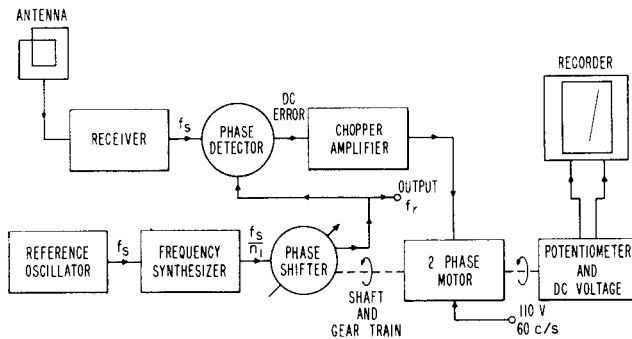 ANTENNA
RECORDER
RECEIVER
fs
PHASE
DETECTOR
DC
ERROR
CHOPPER
AMPLIFIER
OUTPUT
fr
REFERENCE
OSCILLATOR
fs
FREQUENCY
SYNTHESIZER
fs
n1
PHASE
SHIFTER
SHAFT
AND
GEAR TRAIN
2 PHASE
MOTOR
110 V
60 c/s
POTENTIOMETER
AND
DC VOLTAGE